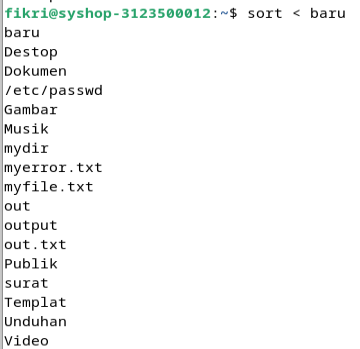 fikri@syshop-3123500012:~$ sort < baru
baru
Destop
Dokumen
/etc/passwd
Gambar
Musik
mydir
myerror.txt
myfile.txt
out
output
out.txt
Publik
surat
Templat
Unduhan
Video